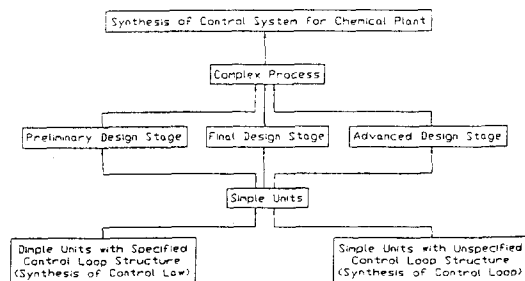 Synthesis of Control System for Chemical Plant
Complex Process
Preliminary Design Stage
Final Design Stage
Advanced Design Stage
Simple Units
Dimple Units with Specified
Control Loop Structure
(Synthesis of Control Law)
Simple Units with Unspecified
Control Loop Structure
(Synthesis of Control Loop)